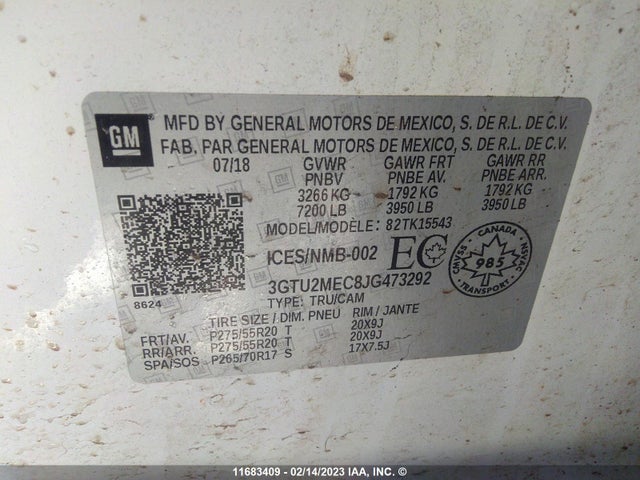 GM
MFD BY GENERAL MOTORS DE MEXICO, S. DE R.L. DE C.V.
FAB. PAR GENERAL MOTORS DE MEXICO, S. DE R.L. DE C.V.
07/18 GVWR GAWR FRT GAWR RR
PNBV PNBE AV. PNBE ARR.
3266 KG 1792 KG 1792 KG
7200 LB 3950 LB 3950 LB
MODEL/MODÈLE: 82TK15543
ICES/NMB-002 EC
CANADA
CMVSS 985 NSVAC
TRANSPORT
3GTU2MEC8JG473292
8624
TYPE: TRU/CAM
TIRE SIZE / DIM. PNEU RIM / JANTE
FRT/AV. P275/55R20 T 20X9J
RR/ARR. P275/55R20 T 20X9J
SPA/SOS P265/70R17 S 17X7.5J
11683409 - 02/14/2023 IAA, INC. ©